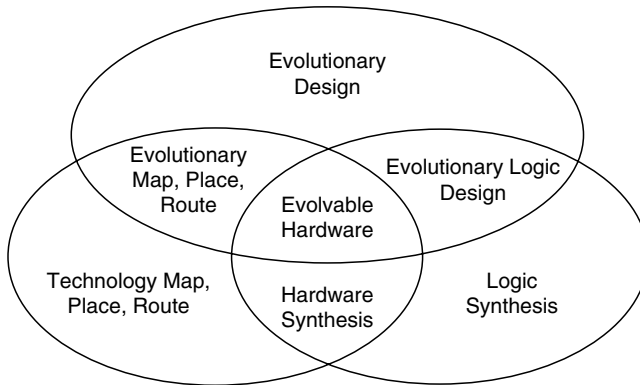 Evolutionary
Design
Evolutionary
Map, Place,
Route
Evolutionary Logic
Design
Evolvable
Hardware
Technology Map,
Place, Route
Hardware
Synthesis
Logic
Synthesis